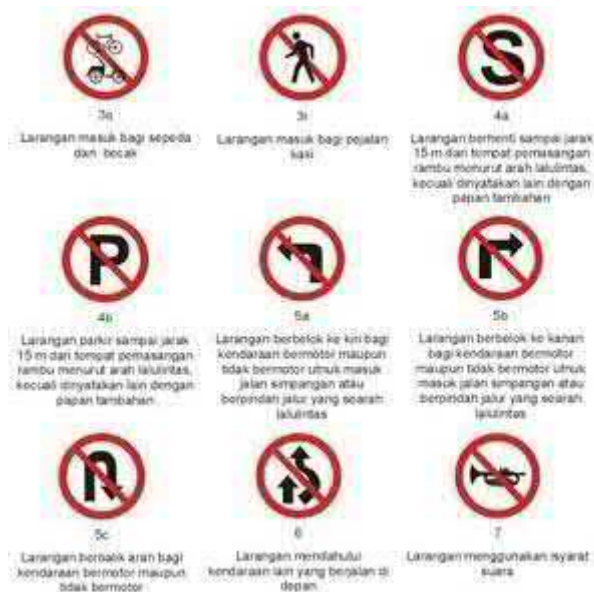 3q
Larangan masuk bagi sepeda
dan becak
3i
Larangan masuk bagi pejalan
kaki
S
4a
Larangan berhenti sampai jarak
15 m dari tempat pemasangan
rambu menurut arah lalulintas,
kecuali dinyatakan lain dengan
papan tambahan
P
4b
Larangan parkir sampai jarak
15 m dari tempat pemasangan
rambu menurut arah lalulintas,
kecuali dinyatakan lain dengan
papan tambahan
5a
Larangan berbelok ke kiri bagi
kendaraan bermotor maupun
tidak bermotor untuk masuk
jalan simpangan atau
berpindah jalur yang searah
lalulintas
5b
Larangan berbelok ke kanan
bagi kendaraan bermotor
maupun tidak bermotor untuk
masuk jalan simpangan atau
berpindah jalur yang searah
lalulintas
5c
Larangan berbalik arah bagi
kendaraan bermotor maupun
tidak bermotor
6
Larangan mendahului
kendaraan lain yang berjalan di
depan
7
Larangan menggunakan isyarat
suara